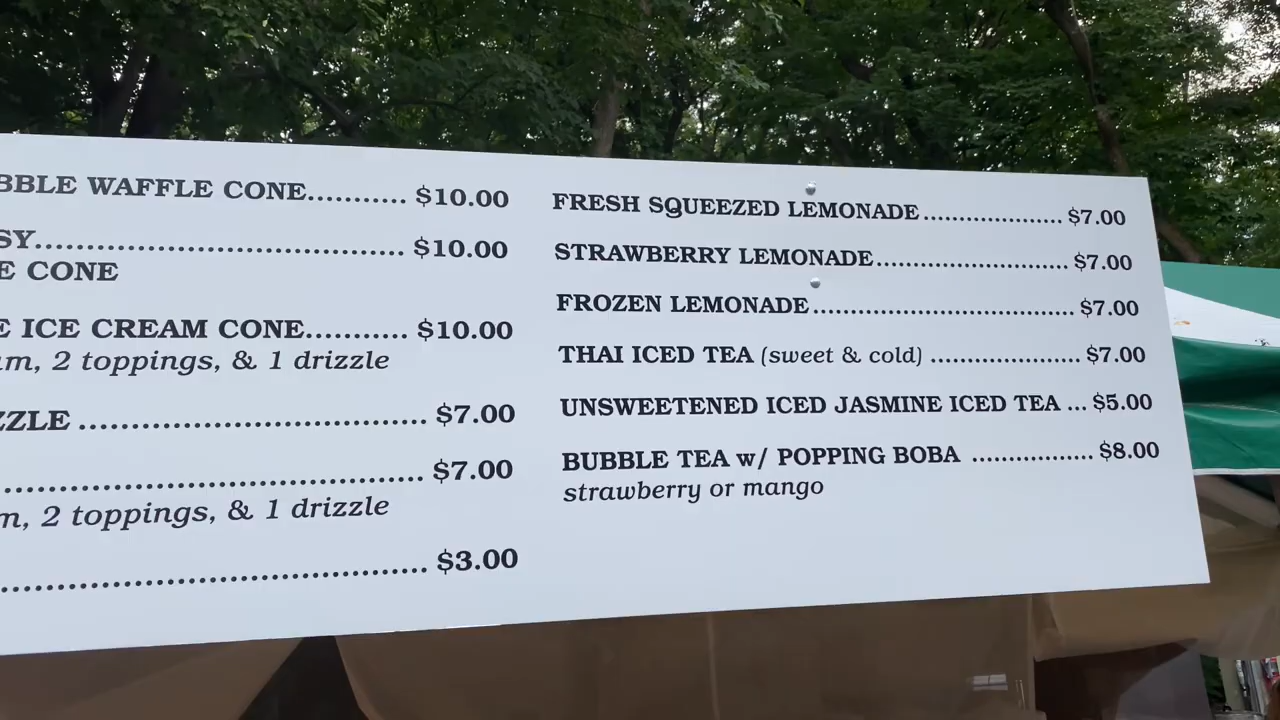 WAFFLE CONE........... $10.00
$10.00
CONE
ICE CREAM CONE........... $10.00
2 toppings, & 1 drizzle
$7.00
$7.00
2 toppings, & 1 drizzle
$3.00
FRESH SQUEEZED LEMONADE................... $7.00
STRAWBERRY LEMONADE............................ $7.00
FROZEN LEMONADE...................................... $7.00
THAI ICED TEA (sweet & cold) ...................... $7.00
UNSWEETENED ICED JASMINE ICED TEA ... $5.00
BUBBLE TEA w/ POPPING BOBA ................. $8.00
strawberry or mango